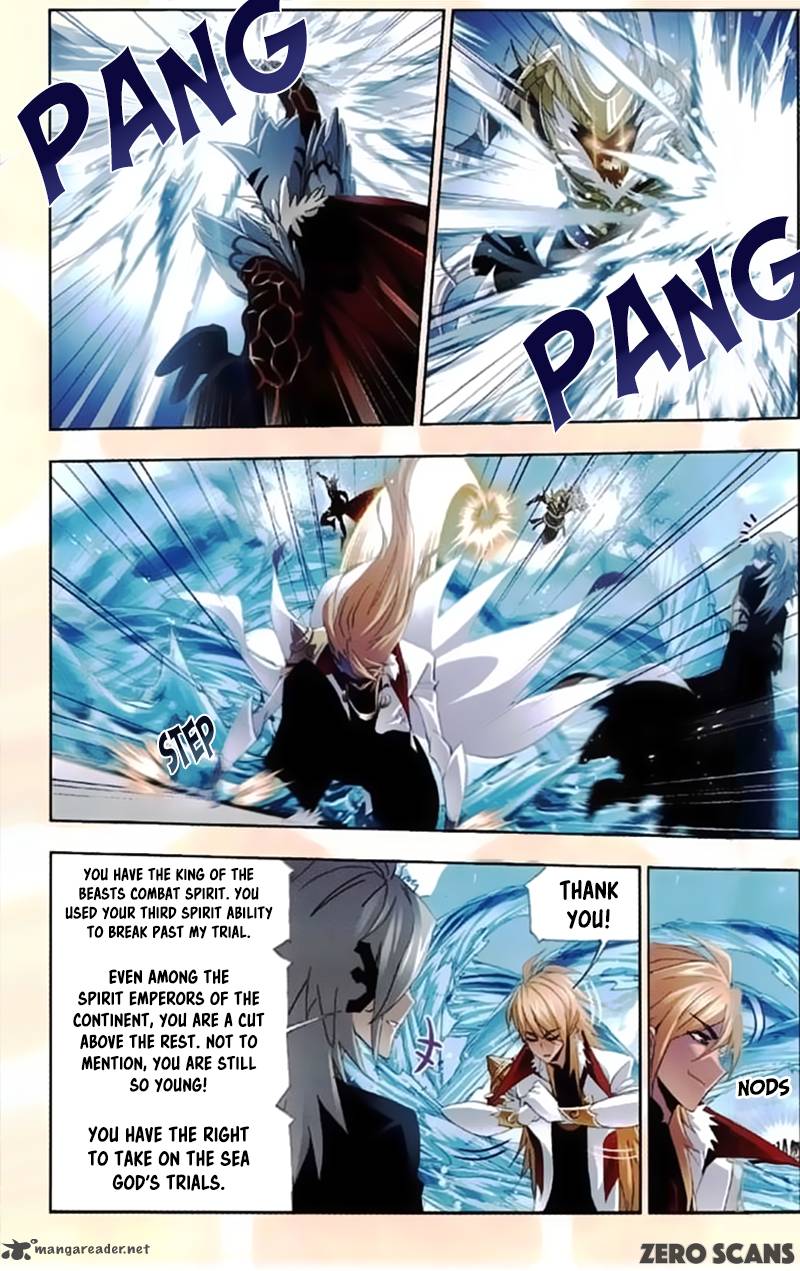 PANG
PANG
STEP
YOU HAVE THE KING OF THE
BEASTS COMBAT SPIRIT. YOU
USED YOUR THIRD SPIRIT ABILITY
TO BREAK PAST MY TRIAL.
EVEN AMONG THE
SPIRIT EMPERORS OF THE
CONTINENT, YOU ARE A CUT
ABOVE THE REST. NOT TO
MENTION, YOU ARE STILL
SO YOUNG!
YOU HAVE THE RIGHT
TO TAKE ON THE SEA
GOD'S TRIALS.
THANK
YOU!
NODS
mangareader.net
ZERO SCANS